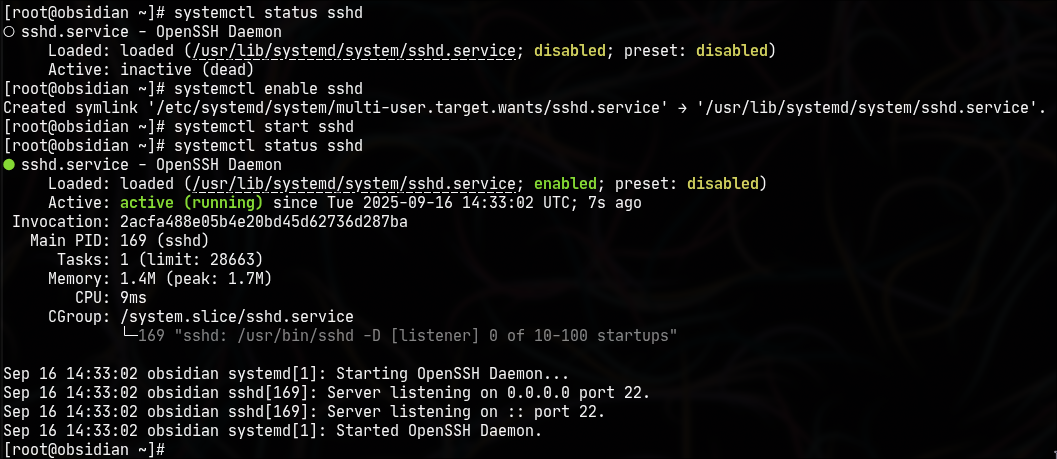 [root@obsidian ~]# systemctl status sshd
○ sshd.service - OpenSSH Daemon
     Loaded: loaded (/usr/lib/systemd/system/sshd.service; disabled; preset: disabled)
     Active: inactive (dead)
[root@obsidian ~]# systemctl enable sshd
Created symlink '/etc/systemd/system/multi-user.target.wants/sshd.service' → '/usr/lib/systemd/system/sshd.service'.
[root@obsidian ~]# systemctl start sshd
[root@obsidian ~]# systemctl status sshd
● sshd.service - OpenSSH Daemon
     Loaded: loaded (/usr/lib/systemd/system/sshd.service; enabled; preset: disabled)
     Active: active (running) since Tue 2025-09-16 14:33:02 UTC; 7s ago
 Invocation: 2acfa488e05b4e20bd45d62736d287ba
   Main PID: 169 (sshd)
      Tasks: 1 (limit: 28663)
     Memory: 1.4M (peak: 1.7M)
        CPU: 9ms
     CGroup: /system.slice/sshd.service
             └─169 "sshd: /usr/bin/sshd -D [listener] 0 of 10-100 startups"

Sep 16 14:33:02 obsidian systemd[1]: Starting OpenSSH Daemon...
Sep 16 14:33:02 obsidian sshd[169]: Server listening on 0.0.0.0 port 22.
Sep 16 14:33:02 obsidian sshd[169]: Server listening on :: port 22.
Sep 16 14:33:02 obsidian systemd[1]: Started OpenSSH Daemon.
[root@obsidian ~]#